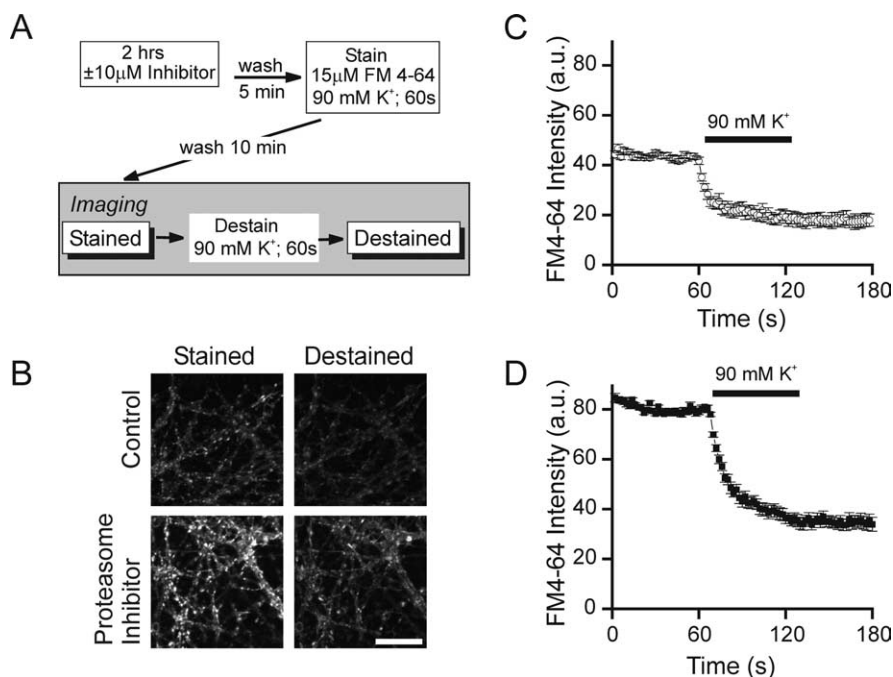 A
2 hrs
±10µM Inhibitor
wash
5 min
Stain
15µM FM 4-64
90 mM K⁺; 60s
wash 10 min
Imaging
Stained
Destain
90 mM K⁺; 60s
Destained
B
Stained
Destained
Control
Proteasome
Inhibitor
C
FM4-64 Intensity (a.u.)
80
60
40
20
0
90 mM K⁺
0
60
120
180
Time (s)
D
FM4-64 Intensity (a.u.)
80
60
40
20
0
90 mM K⁺
0
60
120
180
Time (s)